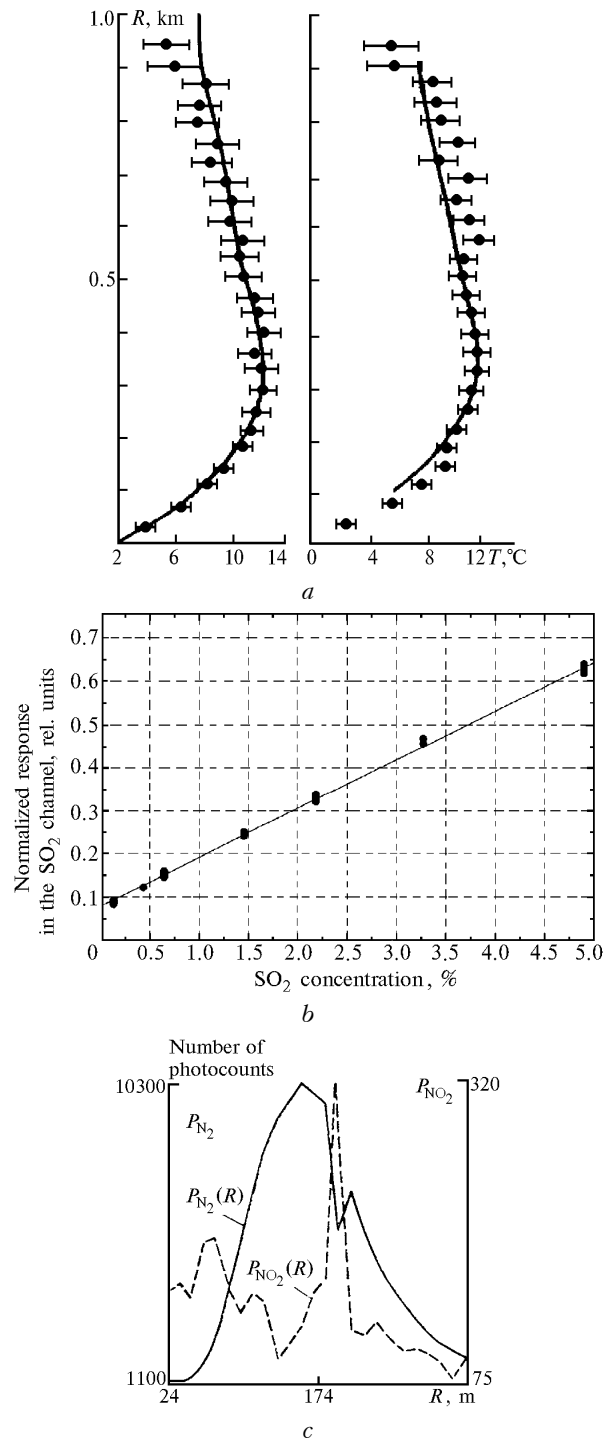 1.0 R, km
0.5
2 6 10 14 0 4 8 12 T,°C
a
0.7
0.6
0.5
0.4
0.3
0.2
0.1
0 0.5 1.0 1.5 2.0 2.5 3.0 3.5 4.0 4.5 5.0
Normalized response
in the SO2 channel, rel. units
SO2 concentration, %
b
Number of
photocounts
10300 PNO2 320
PN2
PN2(R)
PNO2(R)
1100 75
24 174 R, m
c